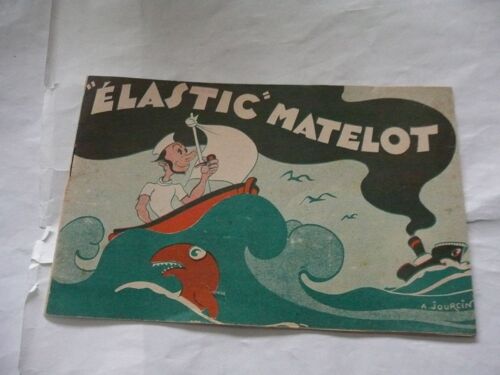 "ÉLASTIC" MATELOT
A. JOURCIN